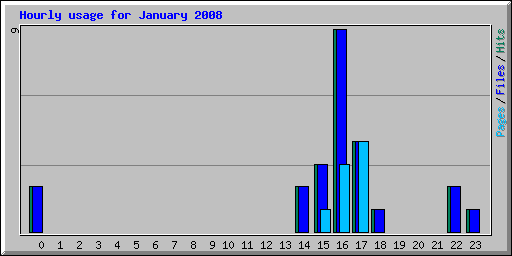 Hourly usage for January 2008
9
Pages/Files/Hits
0 1 2 3 4 5 6 7 8 9 10 11 12 13 14 15 16 17 18 19 20 21 22 23